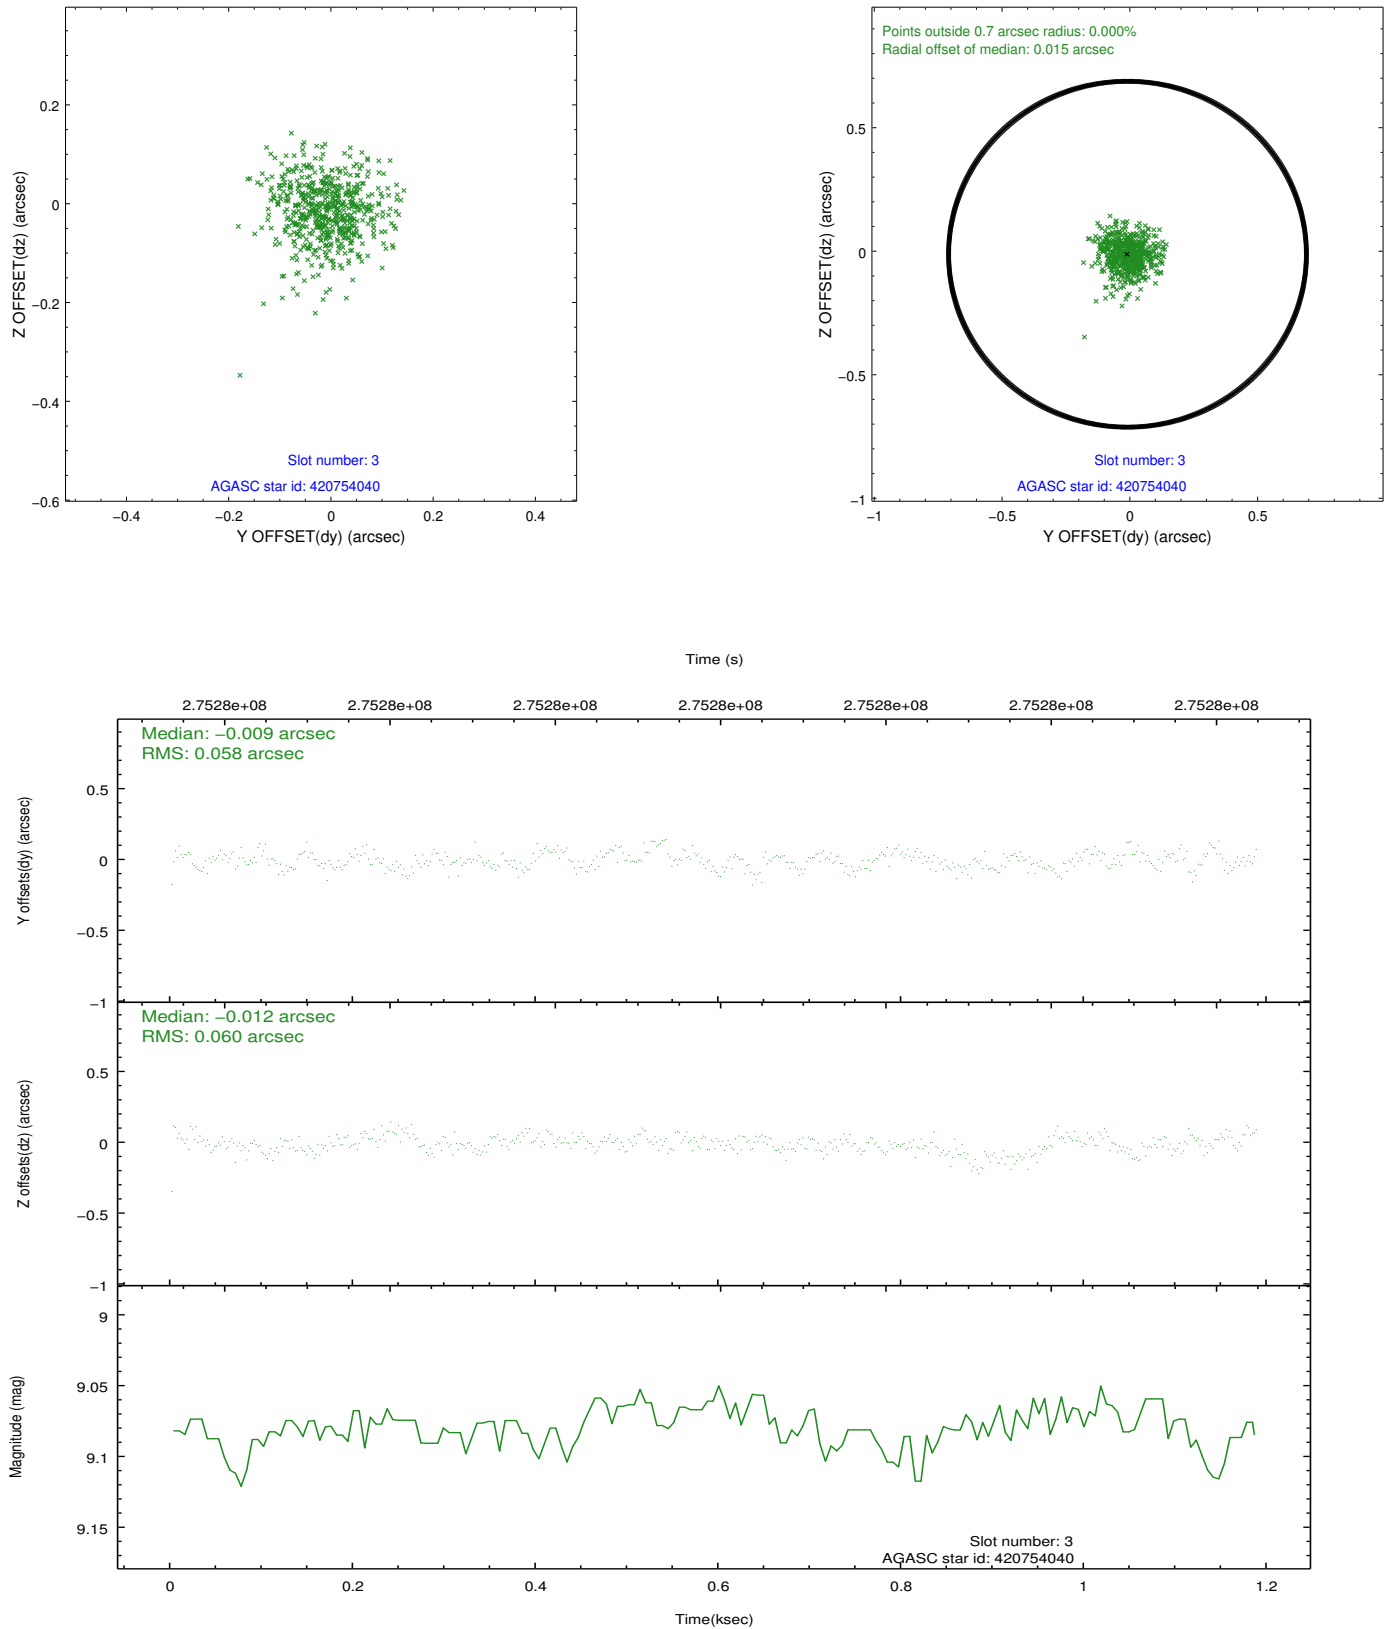 0.2
0
−0.2
−0.4
−0.6
Z OFFSET(dz) (arcsec)
Slot number: 3
AGASC star id: 420754040
−0.4
−0.2
0
0.2
0.4
Y OFFSET(dy) (arcsec)
Points outside 0.7 arcsec radius: 0.000%
Radial offset of median: 0.015 arcsec
0.5
0
−0.5
−1
Z OFFSET(dz) (arcsec)
Slot number: 3
AGASC star id: 420754040
−1
−0.5
0
0.5
Y OFFSET(dy) (arcsec)
Time (s)
2.7528e+08
2.7528e+08
2.7528e+08
2.7528e+08
2.7528e+08
2.7528e+08
2.7528e+08
Median: −0.009 arcsec
RMS: 0.058 arcsec
0.5
0
−0.5
−1
Y offsets(dy) (arcsec)
Median: −0.012 arcsec
RMS: 0.060 arcsec
0.5
0
−0.5
−1
Z offsets(dz) (arcsec)
9
9.05
9.1
9.15
Magnitude (mag)
Slot number: 3
AGASC star id: 420754040
0
0.2
0.4
0.6
0.8
1
1.2
Time(ksec)